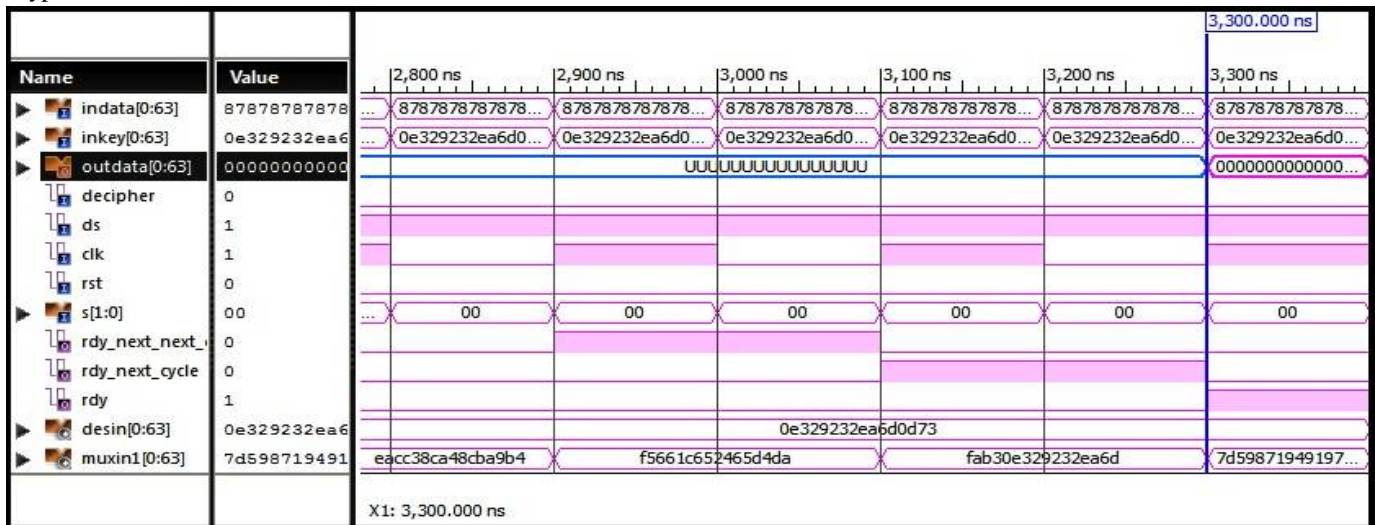 3,300.000 ns
Name Value 2,800 ns 2,900 ns 3,000 ns 3,100 ns 3,200 ns 3,300 ns
indata[0:63] 87878787878 ... 8787878787878... 8787878787878... 8787878787878... 8787878787878... 8787878787878... 8787878787878...
inkey[0:63] 0e329232ea6 ... 0e329232ea6d0... 0e329232ea6d0... 0e329232ea6d0... 0e329232ea6d0... 0e329232ea6d0... 0e329232ea6d0...
outdata[0:63] 00000000000 UUUUUUUUUUUUUUUU 0000000000000...
decipher 0
ds 1
clk 1
rst 0
s[1:0] 00 ... 00 00 00 00 00 00
rdy_next_next_ 0
rdy_next_cycle 0
rdy 1
desin[0:63] 0e329232ea6 0e329232ea6d0d73
muxin1[0:63] 7d598719491 eacc38ca48cba9b4 f5661c652465d4da fab30e329232ea6d 7d59871949197...
X1: 3,300.000 ns